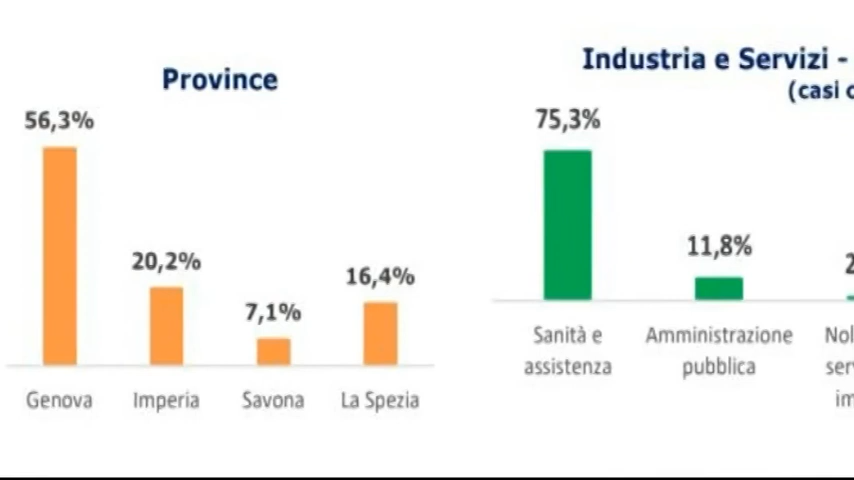 Province
56,3%
20,2%
7,1%
16,4%
Genova Imperia Savona La Spezia
Industria e Servizi -
(casi
75,3%
11,8%
Sanità e
assistenza
Amministrazione
pubblica